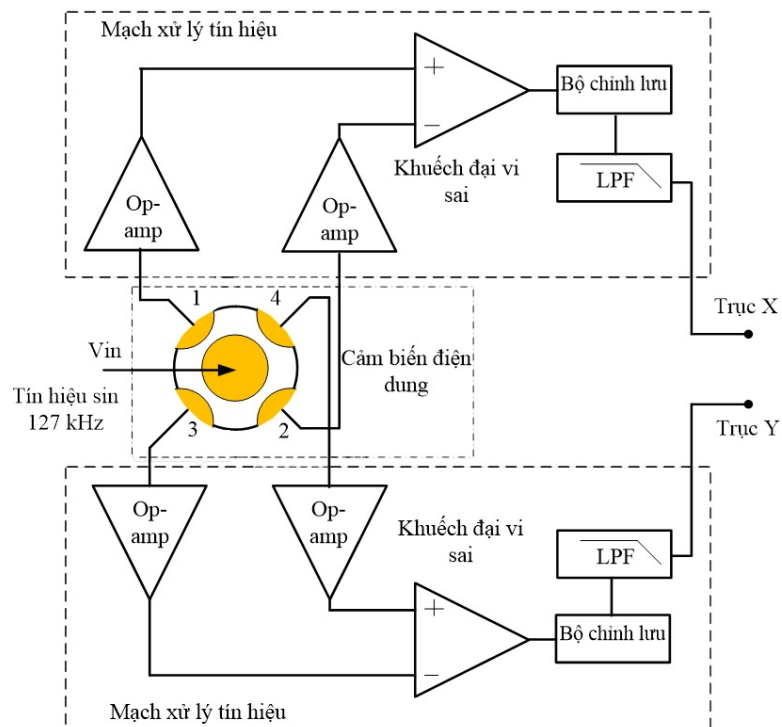 Mạch xử lý tín hiệu
+
−
Bộ chỉnh lưu
Khuếch đại vi
sai
LPF
Op-
amp
Op-
amp
1
4
Trục X
Vin
Cảm biến điện
dung
Tín hiệu sin
127 kHz
3
2
Trục Y
Op-
amp
Op-
amp
Khuếch đại vi
sai
LPF
+
−
Bộ chỉnh lưu
Mạch xử lý tín hiệu